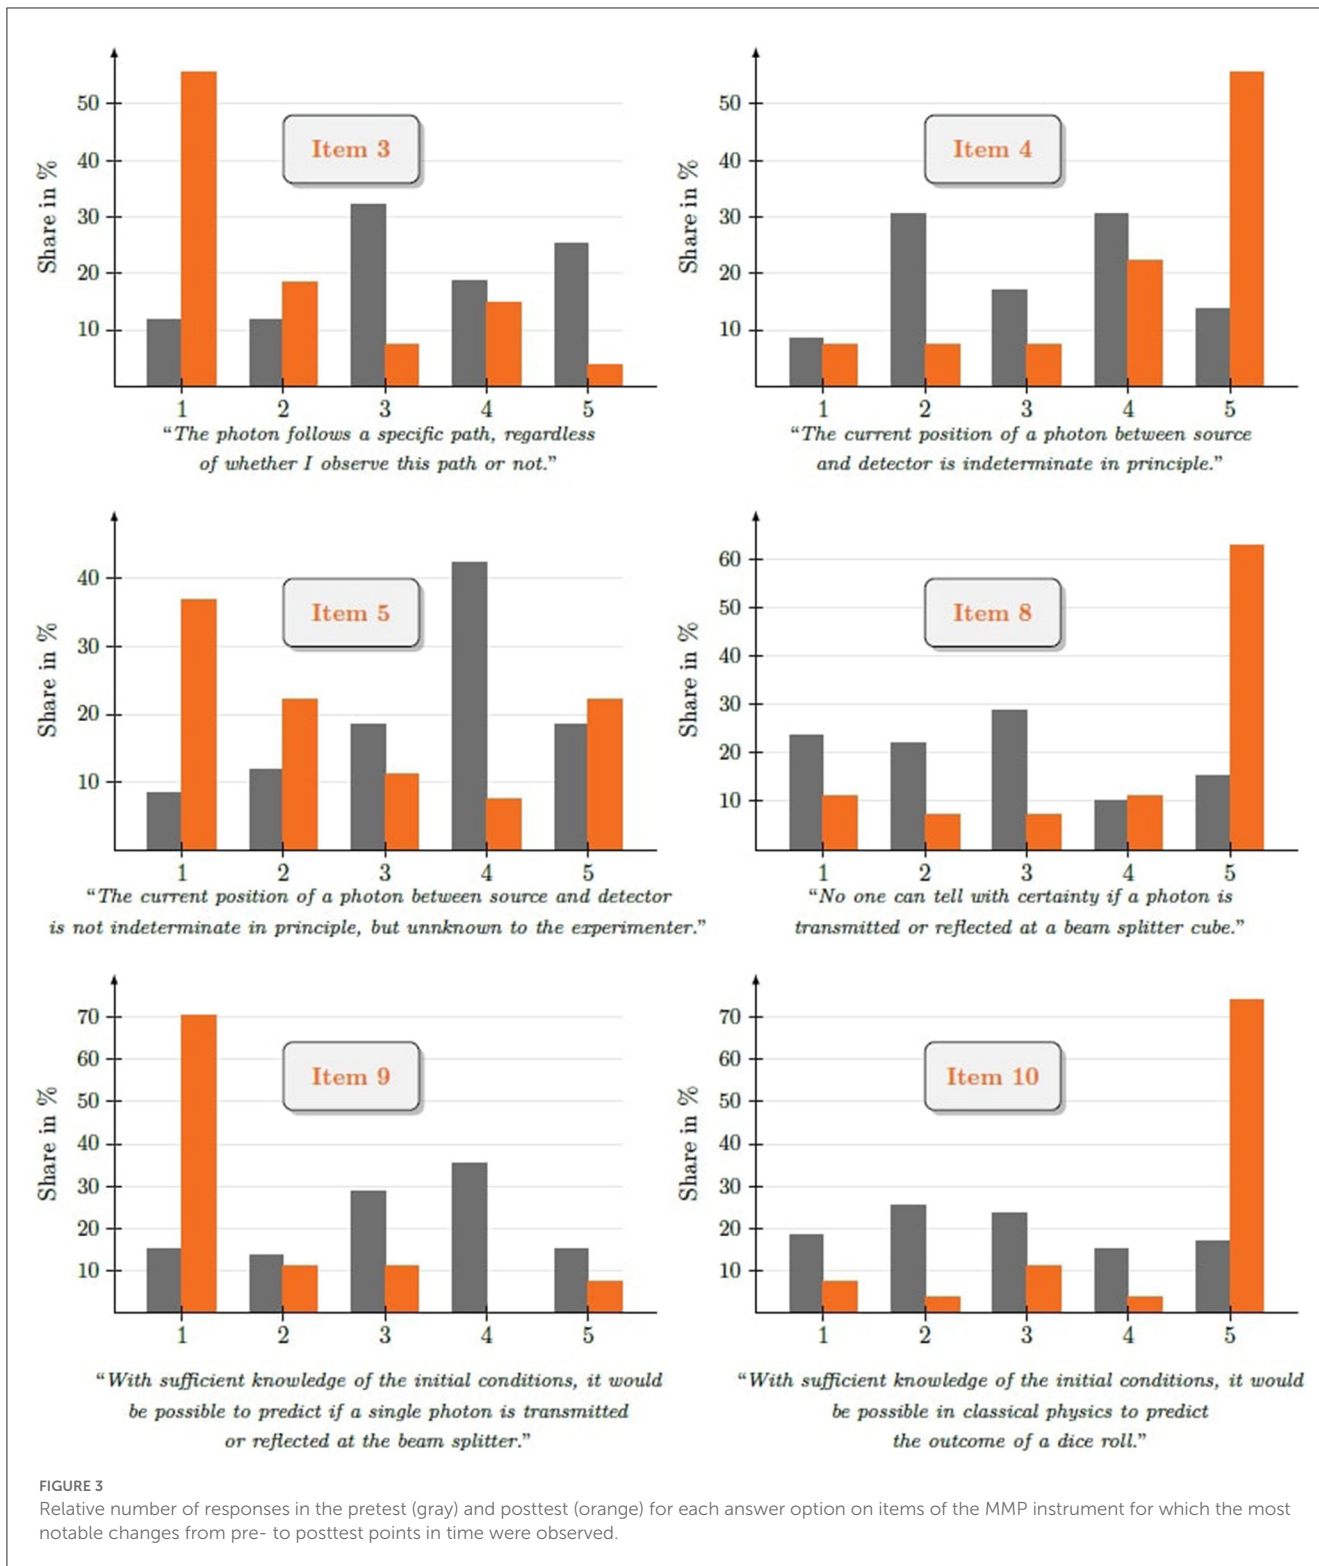 Share in %
50
40
30
20
10
Item 3
1 2 3 4 5
“The photon follows a specific path, regardless
of whether I observe this path or not.”
Share in %
50
40
30
20
10
Item 4
1 2 3 4 5
“The current position of a photon between source
and detector is indeterminate in principle.”
Share in %
40
30
20
10
Item 5
1 2 3 4 5
“The current position of a photon between source and detector
is not indeterminate in principle, but unnknown to the experimenter.”
Share in %
60
50
40
30
20
10
Item 8
1 2 3 4 5
“No one can tell with certainty if a photon is
transmitted or reflected at a beam splitter cube.”
Share in %
70
60
50
40
30
20
10
Item 9
1 2 3 4 5
“With sufficient knowledge of the initial conditions, it would
be possible to predict if a single photon is transmitted
or reflected at the beam splitter.”
Share in %
70
60
50
40
30
20
10
Item 10
1 2 3 4 5
“With sufficient knowledge of the initial conditions, it would
be possible in classical physics to predict
the outcome of a dice roll.”
FIGURE 3
Relative number of responses in the pretest (gray) and posttest (orange) for each answer option on items of the MMP instrument for which the most
notable changes from pre- to posttest points in time were observed.